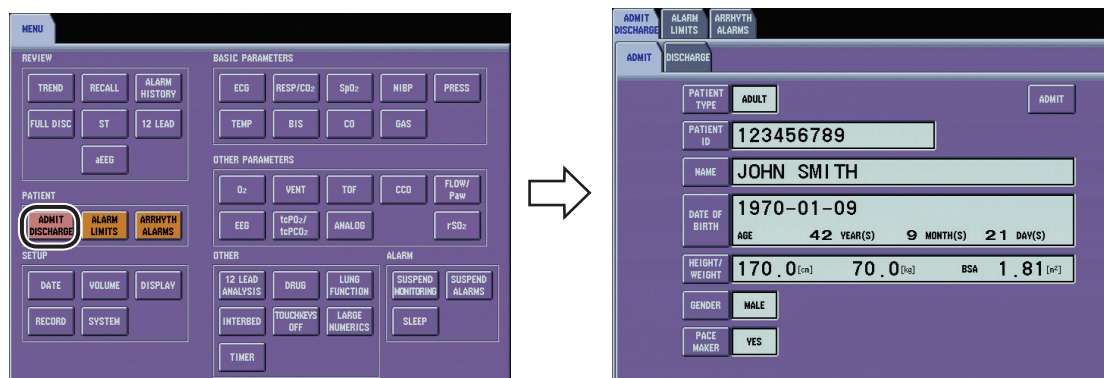 MENU
REVIEW
TREND
RECALL
ALARM
HISTORY
FULL DISC
ST
12 LEAD
aEEG
PATIENT
ADMIT
DISCHARGE
ALARM
LIMITS
ARRHYTH
ALARMS
SETUP
DATE
VOLUME
DISPLAY
RECORD
SYSTEM
BASIC PARAMETERS
ECG
RESP/CO2
SpO2
NIBP
PRESS
TEMP
BIS
CO
GAS
OTHER PARAMETERS
O2
VENT
TOF
CCO
FLOW/
Paw
EEG
tcPO2/
tcPCO2
ANALOG
rSO2
OTHER
12 LEAD
ANALYSIS
DRUG
LUNG
FUNCTION
INTERBED
TOUCHKEYS
OFF
LARGE
NUMERICS
TIMER
ALARM
SUSPEND
MONITORING
SUSPEND
ALARMS
SLEEP
ADMIT
DISCHARGE
ALARM
LIMITS
ARRHYTH
ALARMS
ADMIT
DISCHARGE
PATIENT
TYPE
ADULT
ADMIT
PATIENT
ID
123456789
NAME
JOHN SMITH
DATE OF
BIRTH
1970-01-09
AGE 42 YEAR(S) 9 MONTH(S) 21 DAY(S)
HEIGHT/
WEIGHT
170.0[cm] 70.0[kg] BSA 1.81[m²]
GENDER
MALE
PACE
MAKER
YES